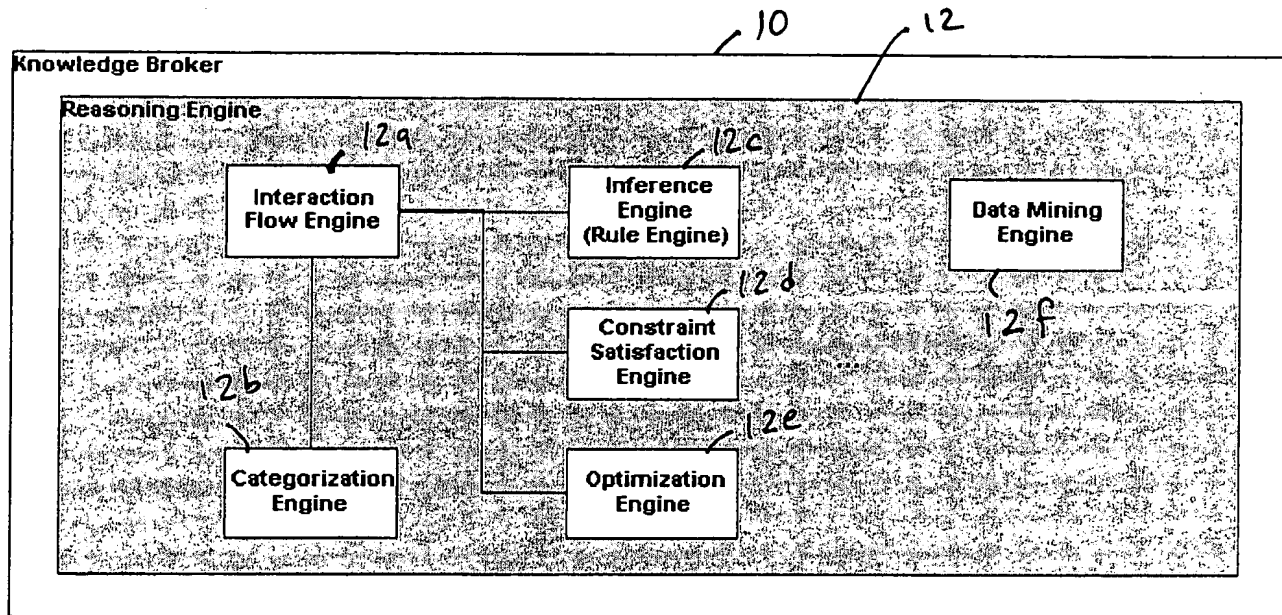 10
12
Knowledge Broker
Reasoning Engine
12a
Interaction
Flow Engine
12c
Inference
Engine
(Rule Engine)
Data Mining
Engine
12f
12d
Constraint
Satisfaction
Engine
...
12b
Categorization
Engine
12e
Optimization
Engine